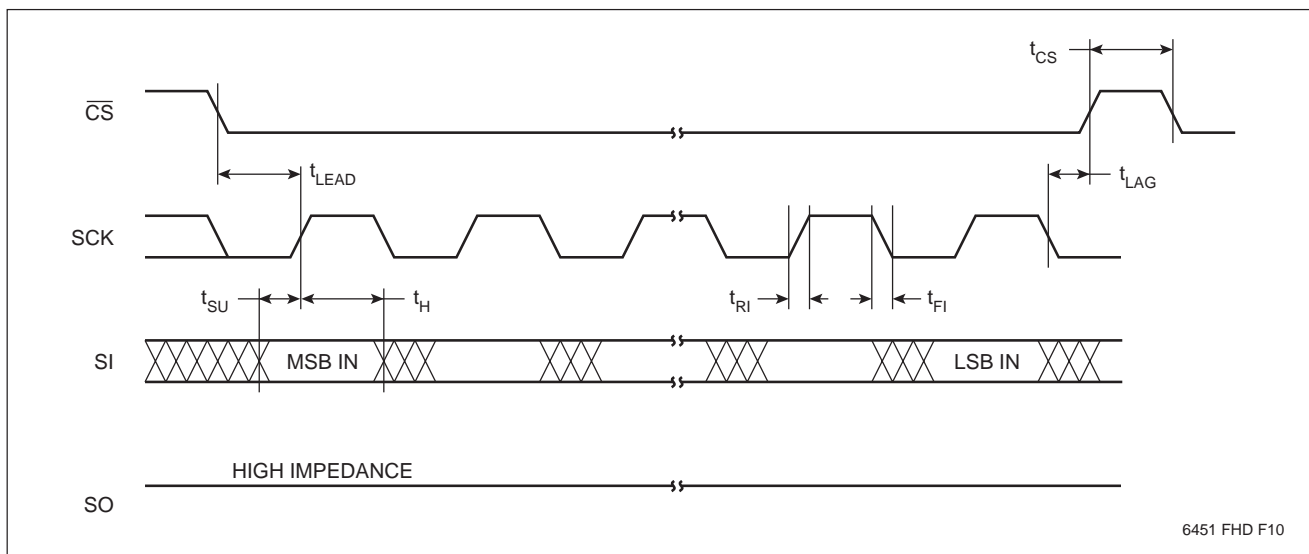 tCS
CS
tLEAD
tLAG
SCK
tSU
tH
tRI
tFI
SI
MSB IN
LSB IN
HIGH IMPEDANCE
SO
6451 FHD F10